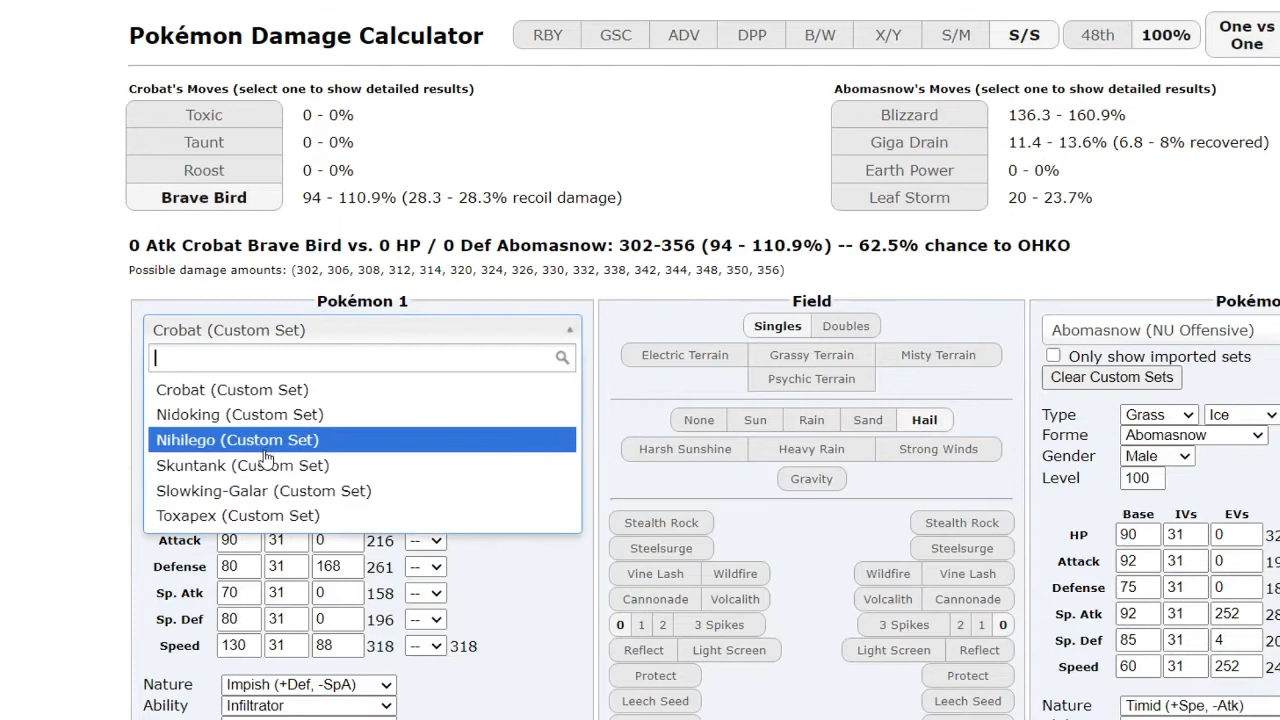 Pokémon Damage Calculator
RBY GSC ADV DPP B/W X/Y S/M S/S 48th 100% One vs
One
Crobat's Moves (select one to show detailed results)
Toxic 0 - 0%
Taunt 0 - 0%
Roost 0 - 0%
Brave Bird 94 - 110.9% (28.3 - 28.3% recoil damage)
Abomasnow's Moves (select one to show detailed results)
Blizzard 136.3 - 160.9%
Giga Drain 11.4 - 13.6% (6.8 - 8% recovered)
Earth Power 0 - 0%
Leaf Storm 20 - 23.7%
0 Atk Crobat Brave Bird vs. 0 HP / 0 Def Abomasnow: 302-356 (94 - 110.9%) -- 62.5% chance to OHKO
Possible damage amounts: (302, 306, 308, 312, 314, 320, 324, 326, 330, 332, 338, 342, 344, 348, 350, 356)
Pokémon 1
Crobat (Custom Set)
Crobat (Custom Set)
Nidoking (Custom Set)
Nihilego (Custom Set)
Skuntank (Custom Set)
Slowking-Galar (Custom Set)
Toxapex (Custom Set)
Attack 90 31 0 216 --
Defense 80 31 168 261 --
Sp. Atk 70 31 0 158 --
Sp. Def 80 31 0 196 --
Speed 130 31 88 318 -- 318
Nature Impish (+Def, -SpA)
Ability Infiltrator
Field
Singles Doubles
Electric Terrain Grassy Terrain Misty Terrain
Psychic Terrain
None Sun Rain Sand Hail
Harsh Sunshine Heavy Rain Strong Winds
Gravity
Stealth Rock Stealth Rock
Steelsurge Steelsurge
Vine Lash Wildfire Wildfire Vine Lash
Cannonade Volcalith Volcalith Cannonade
0 1 2 3 Spikes 3 Spikes 2 1 0
Reflect Light Screen Light Screen Reflect
Protect Protect
Leech Seed Leech Seed
Abomasnow (NU Offensive)
Only show imported sets
Clear Custom Sets
Type Grass Ice
Forme Abomasnow
Gender Male
Level 100
Base IVs EVs
HP 90 31 0
Attack 92 31 0
Defense 75 31 0
Sp. Atk 92 31 252
Sp. Def 85 31 4
Speed 60 31 252
Nature Timid (+Spe, -Atk)